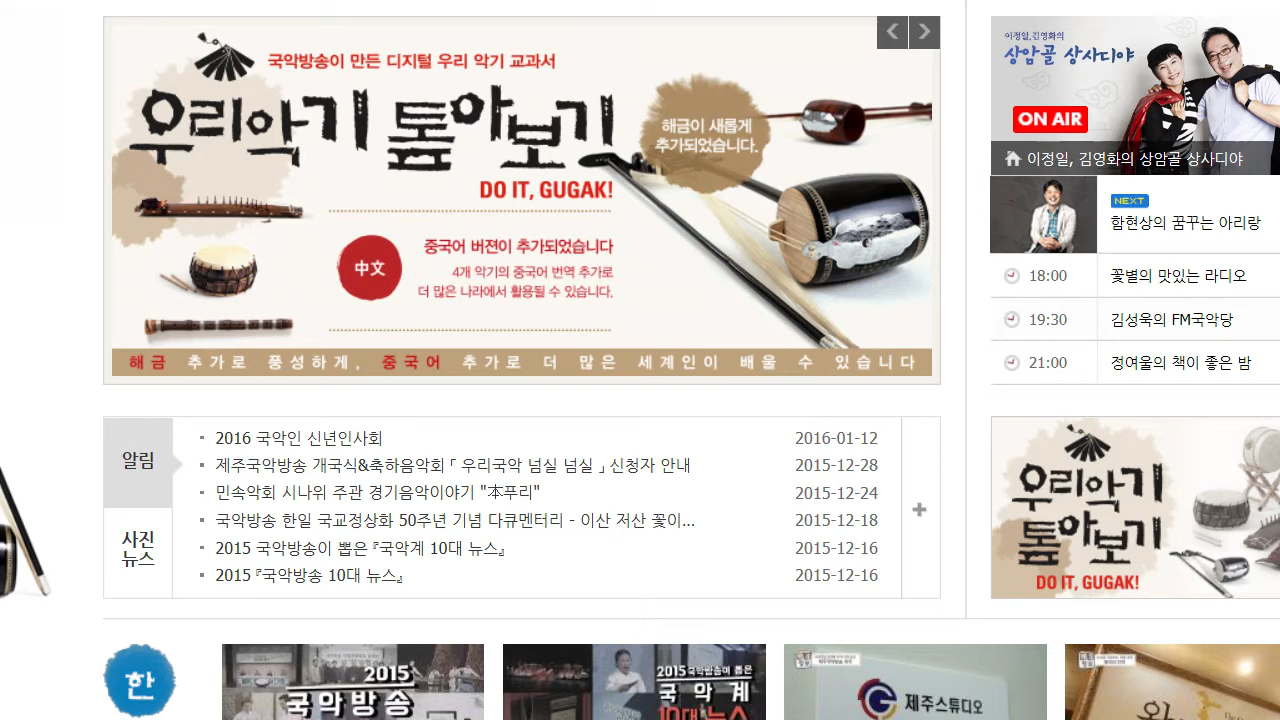 국악방송이 만든 디지털 우리 악기 교과서
우리악기 톺아보기
DO IT, GUGAK!
해금이 새롭게
추가되었습니다.
中文
중국어 버젼이 추가되었습니다
4개 악기의 중국어 번역 추가로
더 많은 나라에서 활용될 수 있습니다.
해금 추가로 풍성하게, 중국어 추가로 더 많은 세계인이 배울 수 있습니다
이정일,김영화의
상암골 상사디야
ON AIR
이정일, 김영화의 상암골 상사디야
NEXT
함현상의 꿈꾸는 아리랑
18:00 꽃별의 맛있는 라디오
19:30 김성욱의 FM국악당
21:00 정여울의 책이 좋은 밤
알림
사진
뉴스
2016 국악인 신년인사회 2016-01-12
제주국악방송 개국식&축하음악회 「 우리국악 넘실 넘실 」 신청자 안내 2015-12-28
민속악회 시나위 주관 경기음악이야기 "本푸리" 2015-12-24
국악방송 한일 국교정상화 50주년 기념 다큐멘터리 - 이산 저산 꽃이... 2015-12-18
2015 국악방송이 뽑은 『국악계 10대 뉴스』 2015-12-16
2015 『국악방송 10대 뉴스』 2015-12-16
우리악기
톺아보기
DO IT, GUGAK!
한
2015
국악방송
2015국악방송이 뽑은
국악계
10대 뉴스
제주스튜디오